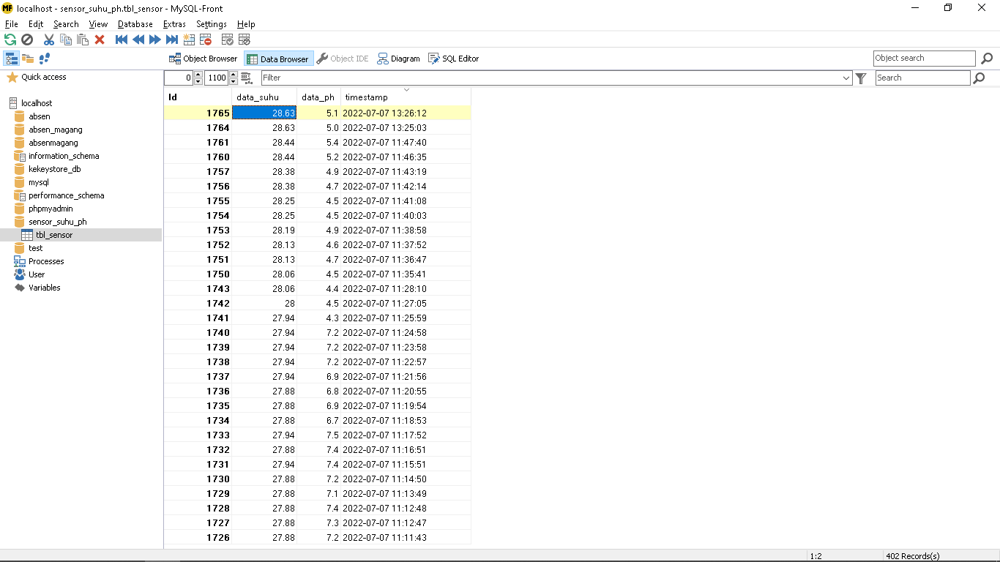 MF localhost - sensor_suhu_ph.tbl_sensor - MySQL-Front
File Edit Search View Database Extras Settings Help
Object Browser Data Browser Object IDE Diagram SQL Editor Object search
Quick access 0 1100 Filter Search
localhost
absen
absen_magang
absenmagang
information_schema
kekeystore_db
mysql
performance_schema
phpmyadmin
sensor_suhu_ph
tbl_sensor
test
Processes
User
Variables
Id data_suhu data_ph timestamp
1765 28.63 5.1 2022-07-07 13:26:12
1764 28.63 5.0 2022-07-07 13:25:03
1761 28.44 5.4 2022-07-07 11:47:40
1760 28.44 5.2 2022-07-07 11:46:35
1757 28.38 4.9 2022-07-07 11:43:19
1756 28.38 4.7 2022-07-07 11:42:14
1755 28.25 4.5 2022-07-07 11:41:08
1754 28.25 4.5 2022-07-07 11:40:03
1753 28.19 4.9 2022-07-07 11:38:58
1752 28.13 4.6 2022-07-07 11:37:52
1751 28.13 4.7 2022-07-07 11:36:47
1750 28.06 4.5 2022-07-07 11:35:41
1743 28.06 4.4 2022-07-07 11:28:10
1742 28 4.5 2022-07-07 11:27:05
1741 27.94 4.3 2022-07-07 11:25:59
1740 27.94 7.2 2022-07-07 11:24:58
1739 27.94 7.2 2022-07-07 11:23:58
1738 27.94 7.2 2022-07-07 11:22:57
1737 27.94 6.9 2022-07-07 11:21:56
1736 27.88 6.8 2022-07-07 11:20:55
1735 27.88 6.9 2022-07-07 11:19:54
1734 27.88 6.7 2022-07-07 11:18:53
1733 27.94 7.5 2022-07-07 11:17:52
1732 27.88 7.4 2022-07-07 11:16:51
1731 27.94 7.4 2022-07-07 11:15:51
1730 27.88 7.2 2022-07-07 11:14:50
1729 27.88 7.1 2022-07-07 11:13:49
1728 27.88 7.4 2022-07-07 11:12:48
1727 27.88 7.3 2022-07-07 11:12:47
1726 27.88 7.2 2022-07-07 11:11:43
1:2 402 Records(s)